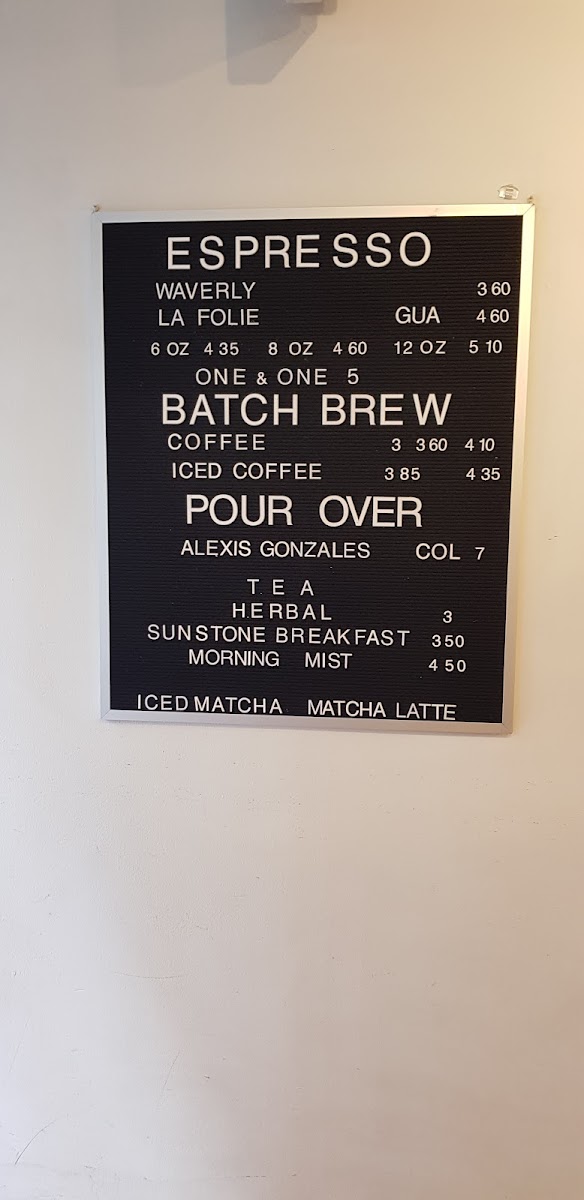 ESPRESSO
WAVERLY 3 60
LA FOLIE GUA 4 60
6 OZ 4 35 8 OZ 4 60 12 OZ 5 10
ONE & ONE 5
BATCH BREW
COFFEE 3 3 60 4 10
ICED COFFEE 3 85 4 35
POUR OVER
ALEXIS GONZALES COL 7
TEA
HERBAL 3
SUNSTONE BREAKFAST 3 50
MORNING MIST 4 50
ICED MATCHA MATCHA LATTE